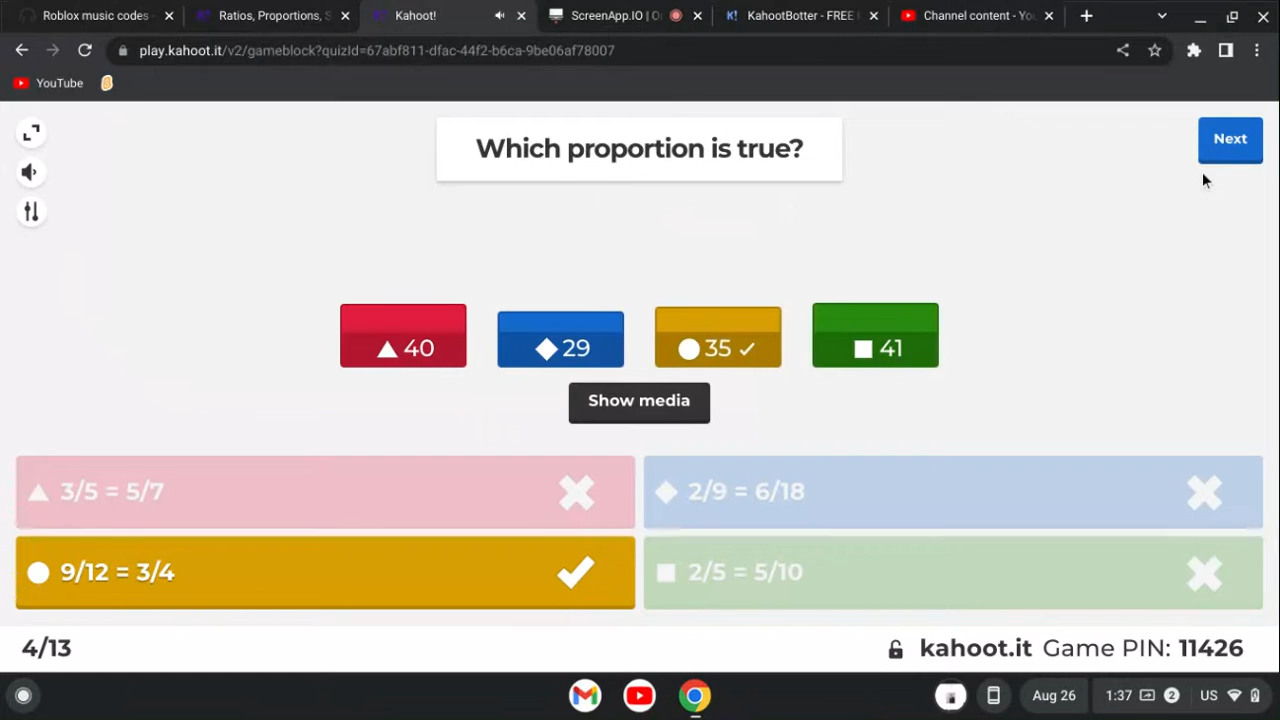 Roblox music codes
Ratios, Proportions, S
Kahoot!
ScreenApp.IO | O
KahootBotter - FREE
Channel content - Yo
play.kahoot.it/v2/gameblock?quizId=67abf811-dfac-44f2-b6ca-9be06af78007
YouTube
Which proportion is true?
Next
40
29
35
41
Show media
3/5 = 5/7
2/9 = 6/18
9/12 = 3/4
2/5 = 5/10
4/13
kahoot.it Game PIN: 11426
Aug 26
1:37
2
US